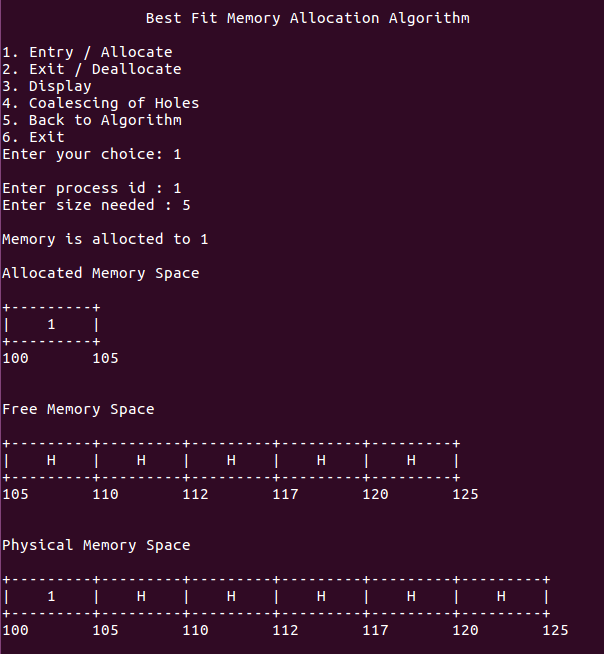 Best Fit Memory Allocation Algorithm
1. Entry / Allocate
2. Exit / Deallocate
3. Display
4. Coalescing of Holes
5. Back to Algorithm
6. Exit
Enter your choice: 1
Enter process id : 1
Enter size needed : 5
Memory is allocted to 1
Allocated Memory Space
+---------+
|    1    |
+---------+
100       105
Free Memory Space
+---------+---------+---------+---------+---------+
|    H    |    H    |    H    |    H    |    H    |
+---------+---------+---------+---------+---------+
105       110       112       117       120       125
Physical Memory Space
+---------+---------+---------+---------+---------+---------+
|    1    |    H    |    H    |    H    |    H    |    H    |
+---------+---------+---------+---------+---------+---------+
100       105       110       112       117       120       125